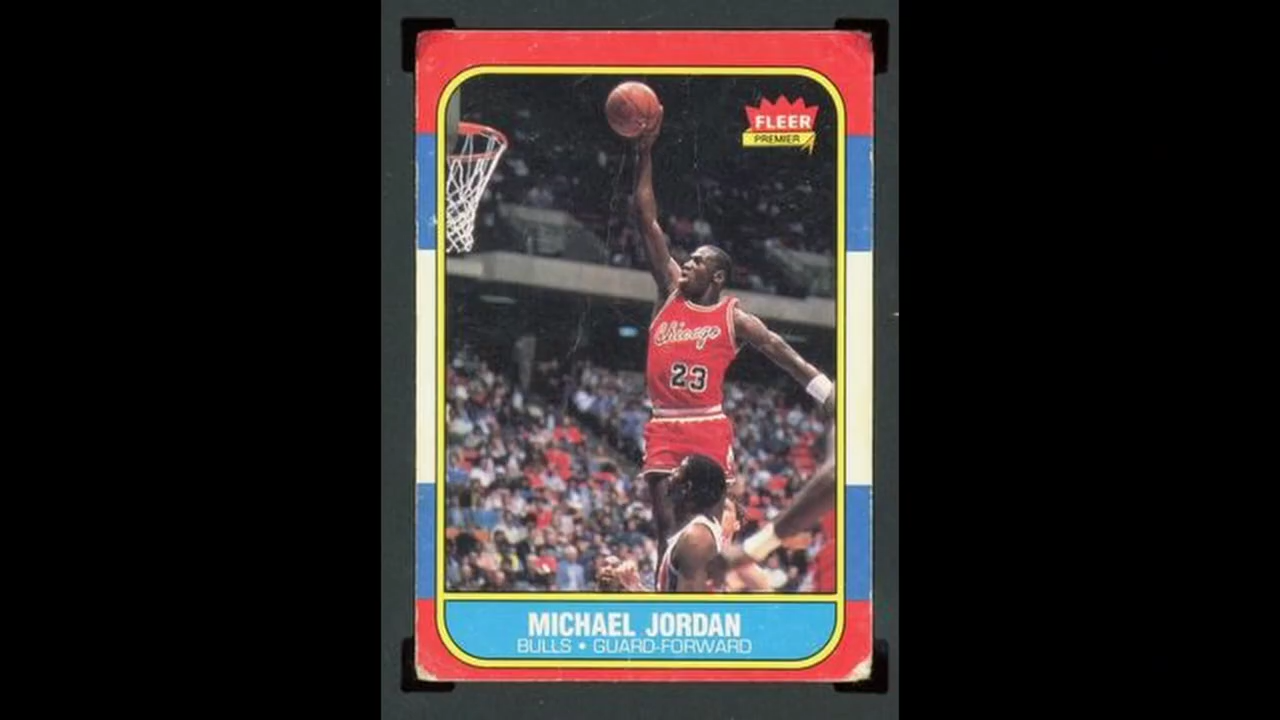 FLEER
PREMIER
Chicago
23
MICHAEL JORDAN
BULLS • GUARD-FORWARD